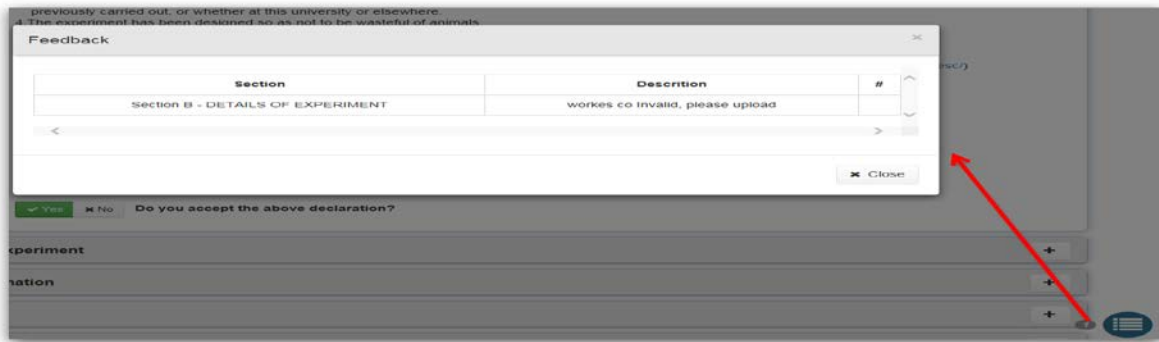 previously carried out, or whether at this university or elsewhere.
4.The experiment has been designed so as not to be wasteful of animals
Feedback ×
esc/)
Section Descrition #
Section B - DETAILS OF EXPERIMENT workes co Invalid, please upload
✖ Close
✔ Yes ✖ No Do you accept the above declaration?
xperiment +
nation +
+